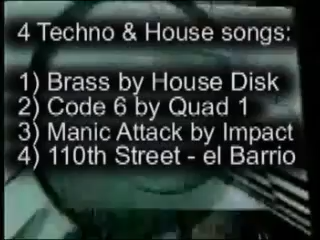 4 Techno & House songs:
1) Brass by House Disk
2) Code 6 by Quad 1
3) Manic Attack by Impact
4) 110th Street - el Barrio